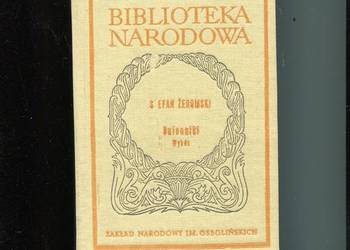 BIBLIOTEKA
NARODOWA
S EFAN ŻEROMSKI
Dzienniki
Wybór
ZAKŁAD NARODOWY IM. OSSOLIŃSKICH